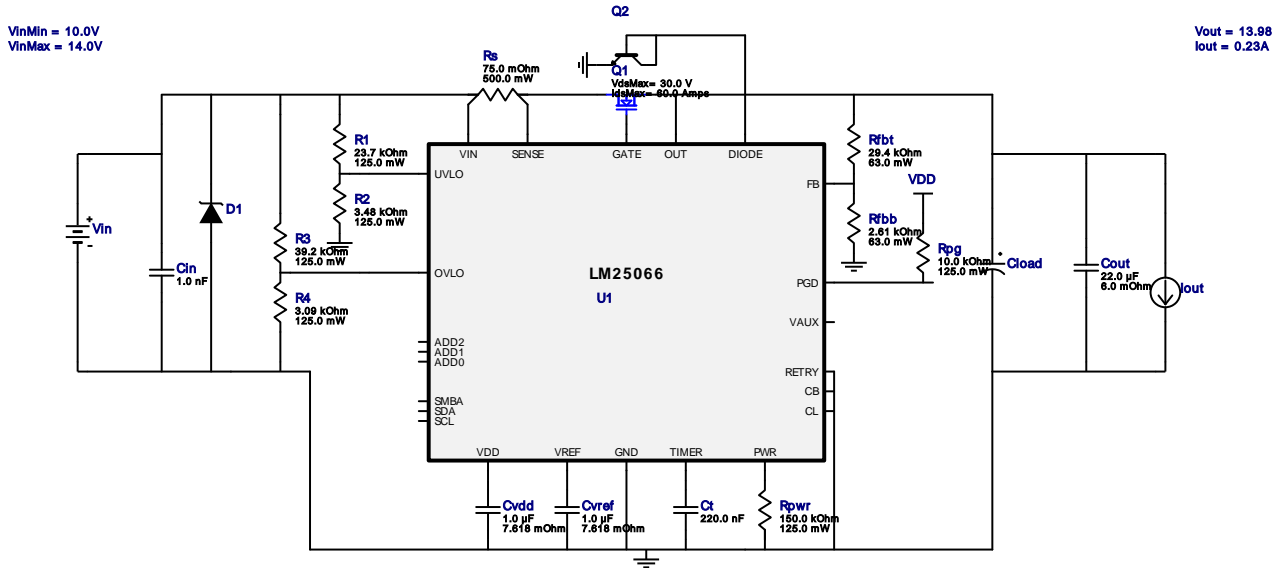 VinMin = 10.0V
VinMax = 14.0V
Q2
Vout = 13.98
Iout = 0.23A
Rs
75.0 mOhm
500.0 mW
Q1
VdsMax= 30.0 V
IdsMax= 60.0 Amps
VIN
SENSE
GATE
OUT
DIODE
R1
23.7 kOhm
125.0 mW
UVLO
R2
3.48 kOhm
125.0 mW
Rfbt
29.4 kOhm
63.0 mW
FB
VDD
Rfbb
2.61 kOhm
63.0 mW
Rpg
10.0 kOhm
125.0 mW
Vin
+
-
D1
Cin
1.0 nF
R3
39.2 kOhm
125.0 mW
OVLO
R4
3.09 kOhm
125.0 mW
LM25066
U1
PGD
VAUX
Cload
Cout
22.0 µF
6.0 mOhm
Iout
ADD2
ADD1
ADD0
SMBA
SDA
SCL
RETRY
CB
CL
VDD
VREF
GND
TIMER
PWR
Cvdd
1.0 µF
7.618 mOhm
Cvref
1.0 µF
7.618 mOhm
Ct
220.0 nF
Rpwr
150.0 kOhm
125.0 mW